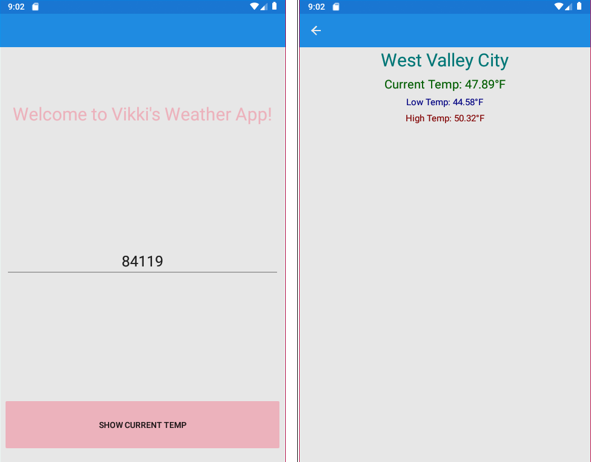 9:02
Welcome to Vikki's Weather App!
84119
SHOW CURRENT TEMP
9:02
West Valley City
Current Temp: 47.89°F
Low Temp: 44.58°F
High Temp: 50.32°F